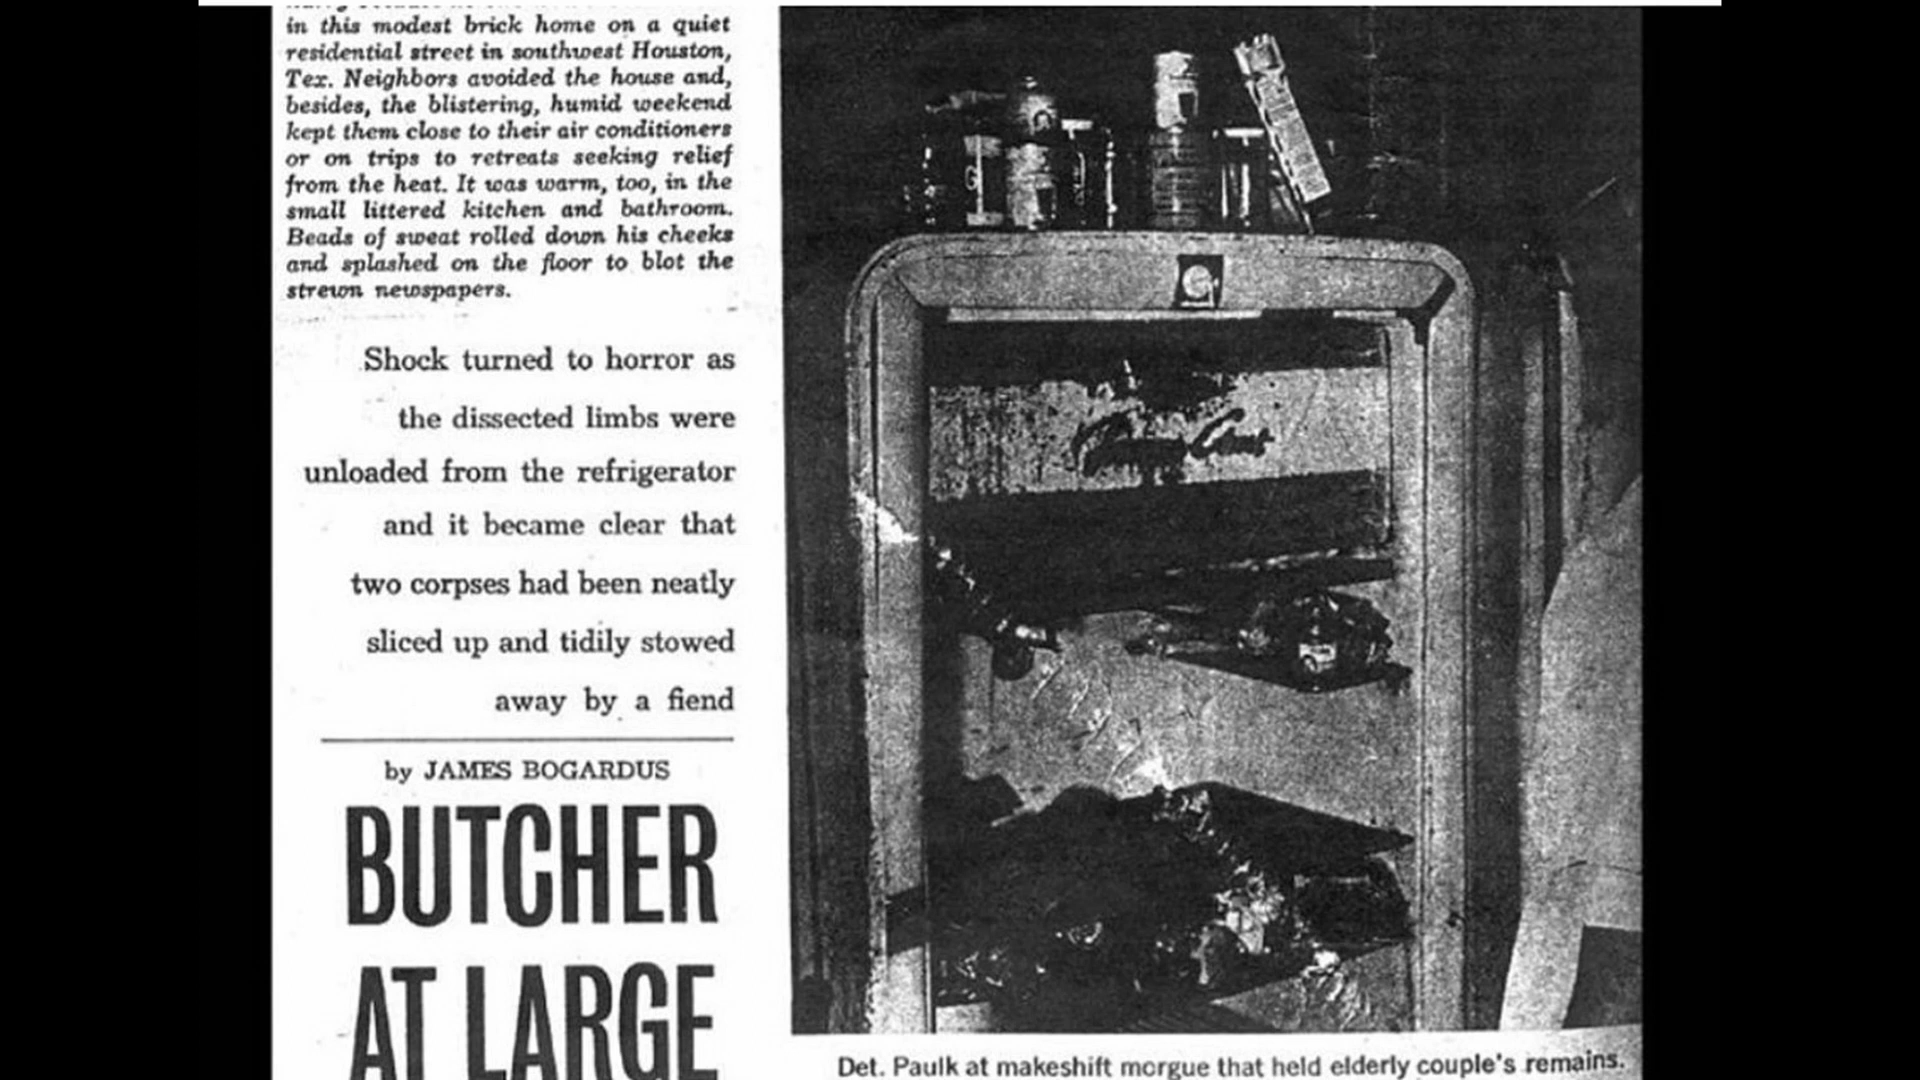 in this modest brick home on a quiet
residential street in southwest Houston,
Tex. Neighbors avoided the house and,
besides, the blistering, humid weekend
kept them close to their air conditioners
or on trips to retreats seeking relief
from the heat. It was warm, too, in the
small littered kitchen and bathroom.
Beads of sweat rolled down his cheeks
and splashed on the floor to blot the
strewn newspapers.
Shock turned to horror as
the dissected limbs were
unloaded from the refrigerator
and it became clear that
two corpses had been neatly
sliced up and tidily stowed
away by a fiend
by JAMES BOGARDUS
BUTCHER
AT LARGE
G
Det. Paulk at makeshift morgue that held elderly couple's remains.